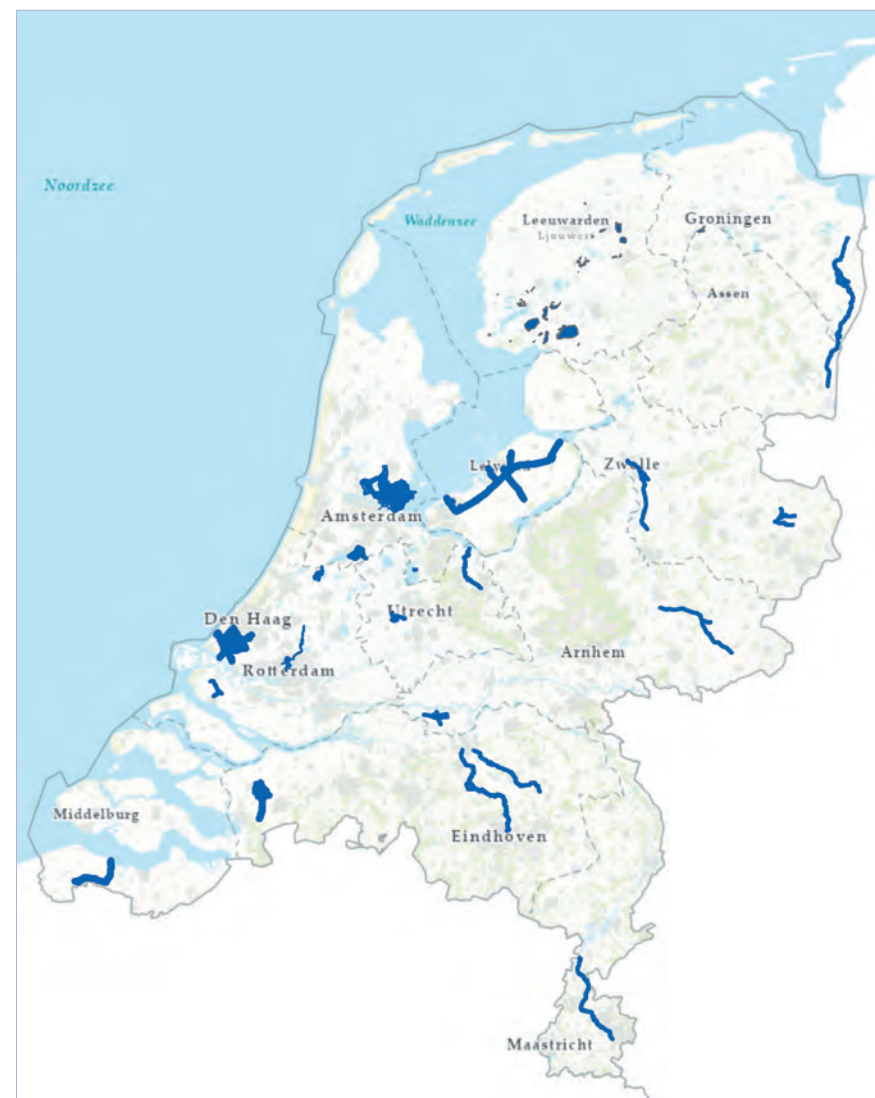 Noordzee
Waddenzee
Leeuwarden
Ljouwert
Groningen
Assen
Zwolle
Amsterdam
Den Haag
Utrecht
Arnhem
Rotterdam
Middelburg
Eindhoven
Maastricht